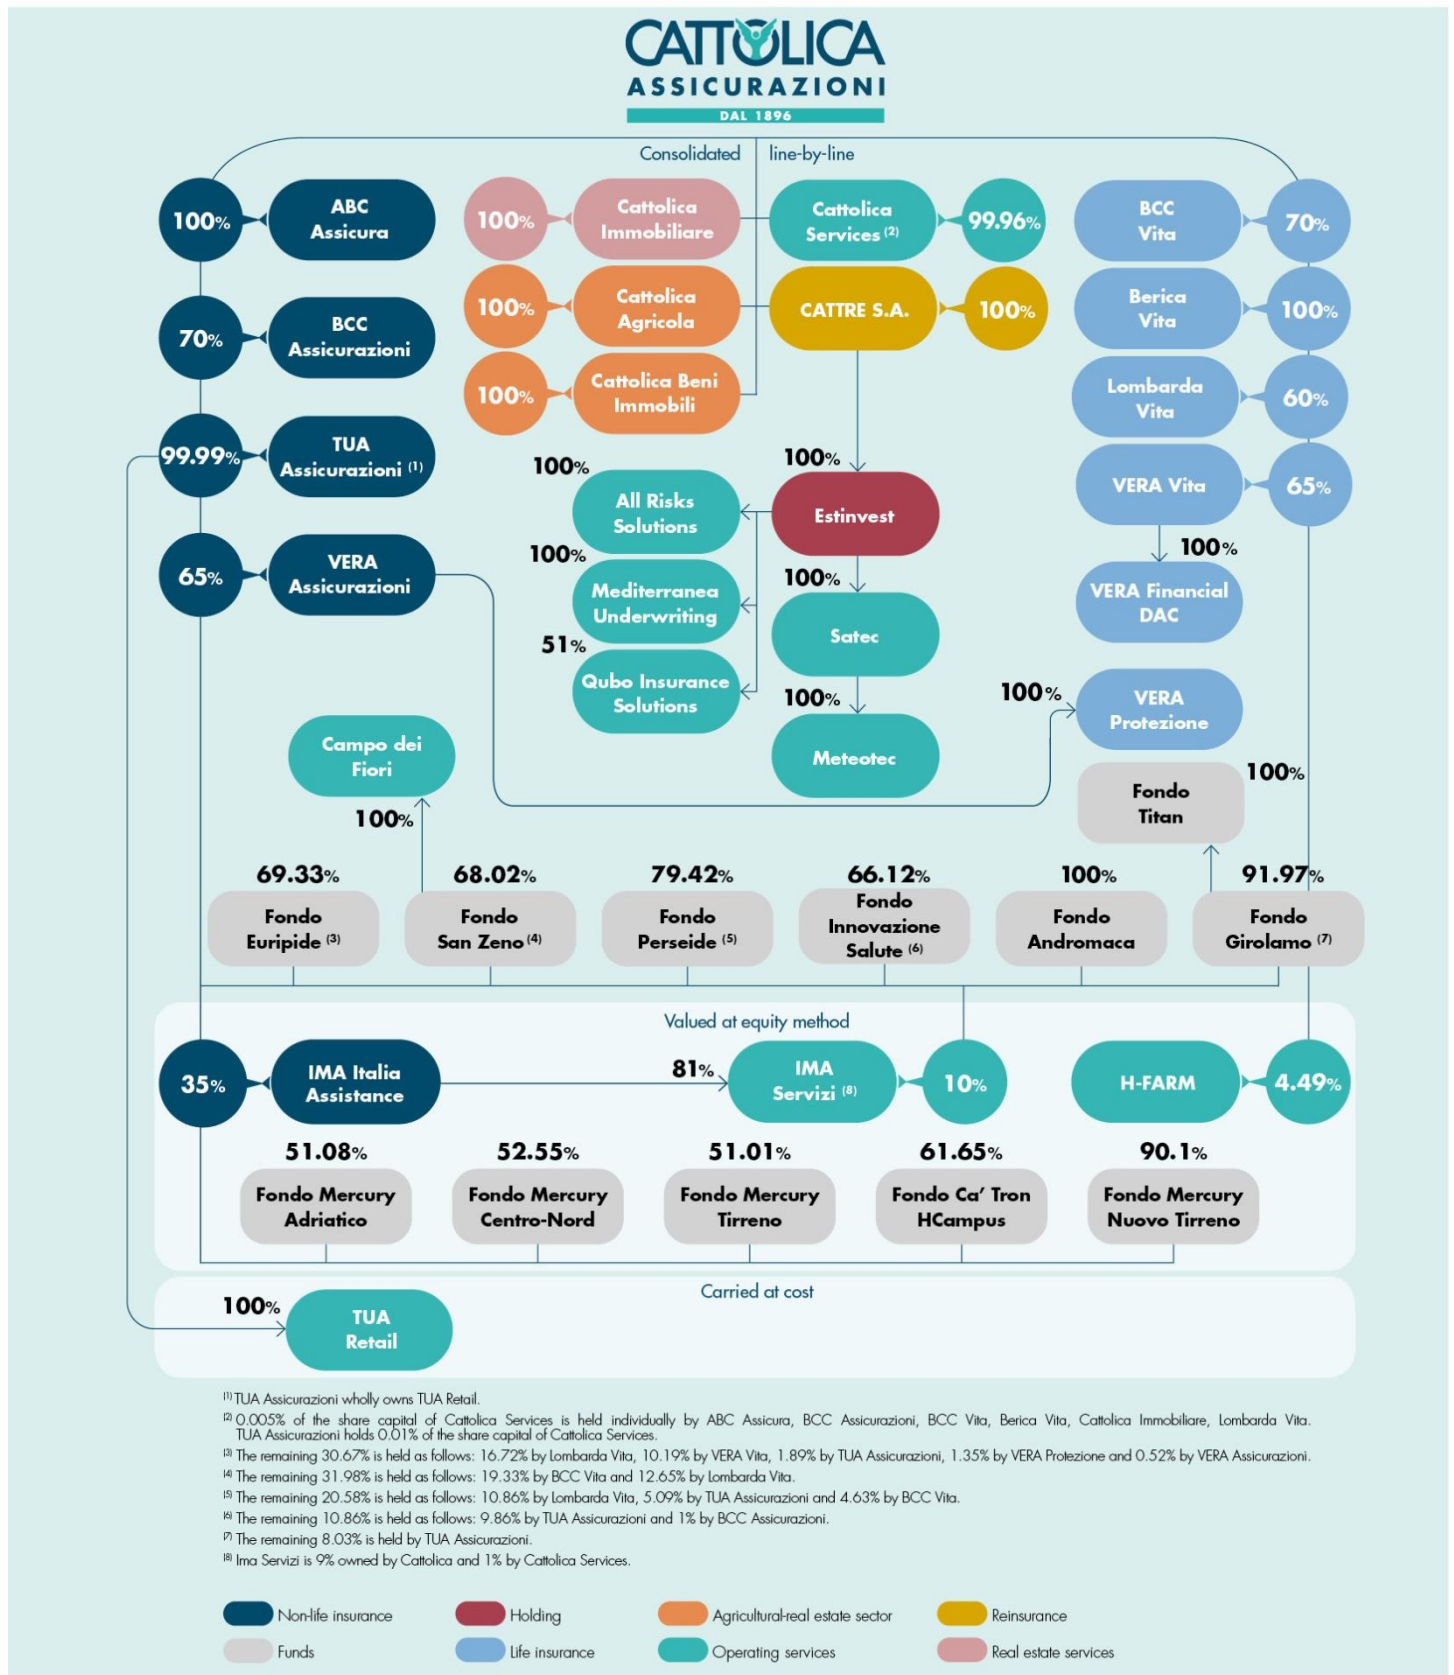 CATTOLICA
ASSICURAZIONI
DAL 1896
Consolidated line-by-line
100%
ABC
Assicura
70%
BCC
Assicurazioni
99.99%
TUA
Assicurazioni (1)
65%
VERA
Assicurazioni
100%
Cattolica
Immobiliare
100%
Cattolica
Agricola
100%
Cattolica Beni
Immobili
Cattolica
Services (2)
99.96%
CATTRE S.A.
100%
BCC
Vita
70%
Berica
Vita
100%
Lombarda
Vita
60%
VERA Vita
65%
100%
VERA Financial
DAC
100%
Estinvest
100%
All Risks
Solutions
100%
Mediterranea
Underwriting
51%
Qubo Insurance
Solutions
100%
Satec
100%
Meteotec
100%
VERA
Protezione
Campo dei
Fiori
100%
100%
Fondo
Titan
69.33%
Fondo
Euripide (3)
68.02%
Fondo
San Zeno (4)
79.42%
Fondo
Perseide (5)
66.12%
Fondo
Innovazione
Salute (6)
100%
Fondo
Andromaca
91.97%
Fondo
Girolamo (7)
Valued at equity method
35%
IMA Italia
Assistance
81%
IMA
Servizi (8)
10%
H-FARM
4.49%
51.08%
Fondo Mercury
Adriatico
52.55%
Fondo Mercury
Centro-Nord
51.01%
Fondo Mercury
Tirreno
61.65%
Fondo Ca’ Tron
HCampus
90.1%
Fondo Mercury
Nuovo Tirreno
Carried at cost
100%
TUA
Retail
(1) TUA Assicurazioni wholly owns TUA Retail.
(2) 0.005% of the share capital of Cattolica Services is held individually by ABC Assicura, BCC Assicurazioni, BCC Vita, Berica Vita, Cattolica Immobiliare, Lombarda Vita.
TUA Assicurazioni holds 0.01% of the share capital of Cattolica Services.
(3) The remaining 30.67% is held as follows: 16.72% by Lombarda Vita, 10.19% by VERA Vita, 1.89% by TUA Assicurazioni, 1.35% by VERA Protezione and 0.52% by VERA Assicurazioni.
(4) The remaining 31.98% is held as follows: 19.33% by BCC Vita and 12.65% by Lombarda Vita.
(5) The remaining 20.58% is held as follows: 10.86% by Lombarda Vita, 5.09% by TUA Assicurazioni and 4.63% by BCC Vita.
(6) The remaining 10.86% is held as follows: 9.86% by TUA Assicurazioni and 1% by BCC Assicurazioni.
(7) The remaining 8.03% is held by TUA Assicurazioni.
(8) Ima Servizi is 9% owned by Cattolica and 1% by Cattolica Services.
Non-life insurance
Holding
Agricultural-real estate sector
Reinsurance
Funds
Life insurance
Operating services
Real estate services